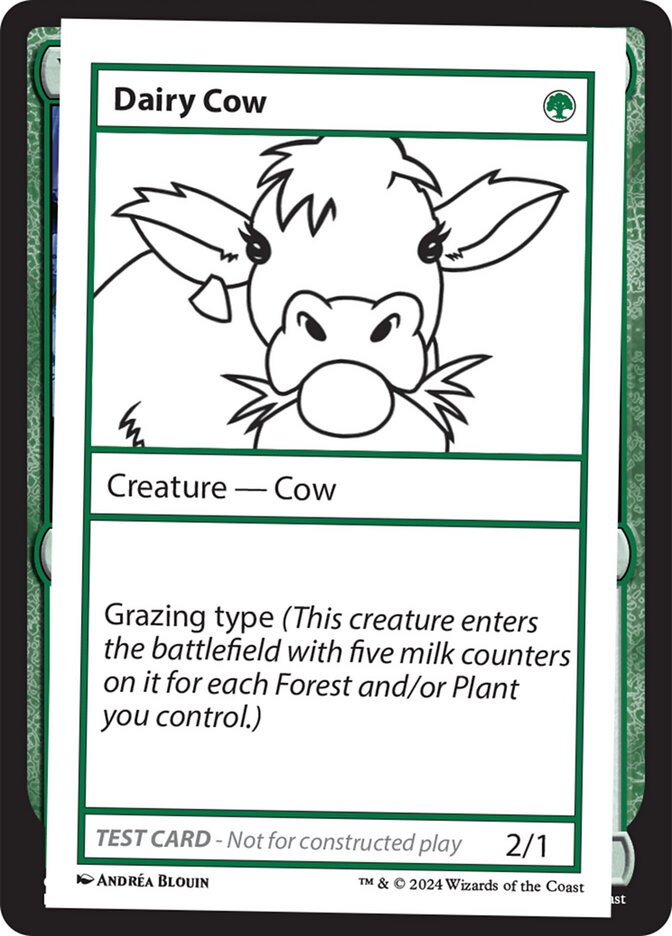 Dairy Cow
Creature — Cow
Grazing type (This creature enters
the battlefield with five milk counters
on it for each Forest and/or Plant
you control.)
TEST CARD - Not for constructed play
2/1
ANDRÉA BLOUIN
™ & © 2024 Wizards of the Coast